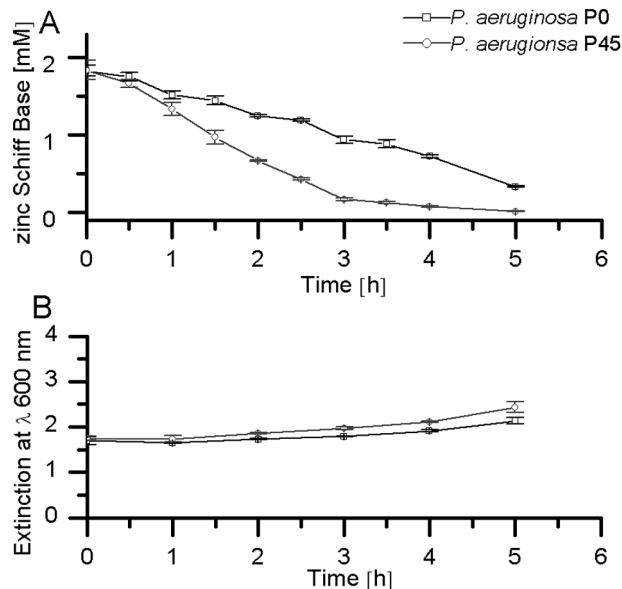 A
P. aeruginosa P0
P. aerugionsa P45
zinc Schiff Base [mM]
2
1
0
0 1 2 3 4 5 6
Time [h]
B
Extinction at λ 600 nm
4
3
2
1
0
0 1 2 3 4 5 6
Time [h]